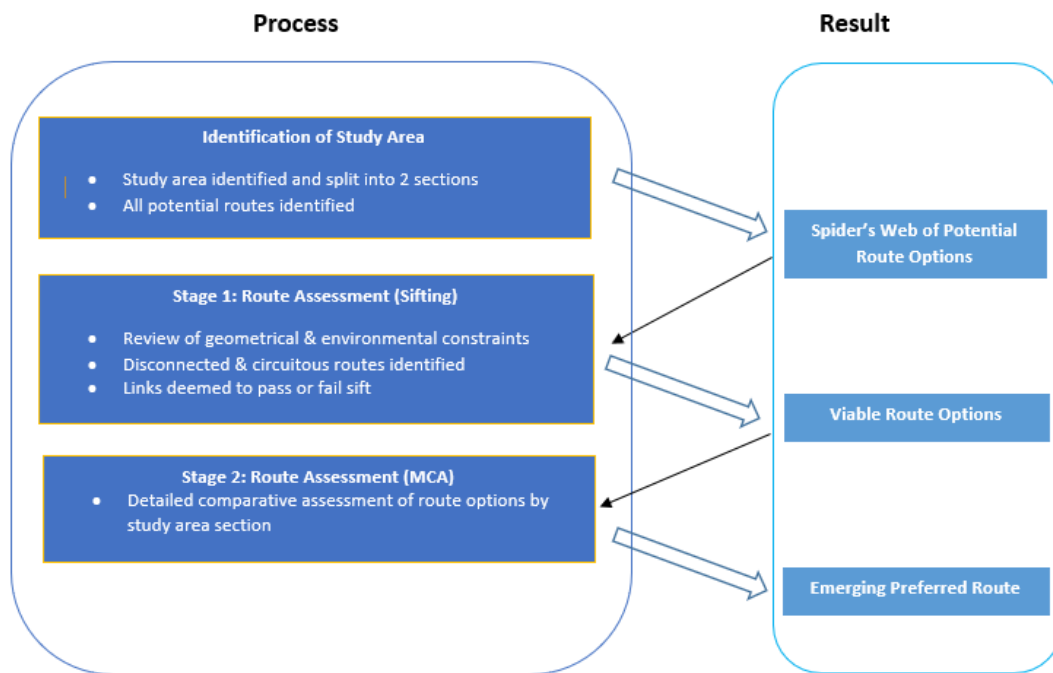 Process
Result
Identification of Study Area
• Study area identified and split into 2 sections
• All potential routes identified
Spider's Web of Potential
Route Options
Stage 1: Route Assessment (Sifting)
• Review of geometrical & environmental constraints
• Disconnected & circuitous routes identified
• Links deemed to pass or fail sift
Viable Route Options
Stage 2: Route Assessment (MCA)
• Detailed comparative assessment of route options by
study area section
Emerging Preferred Route